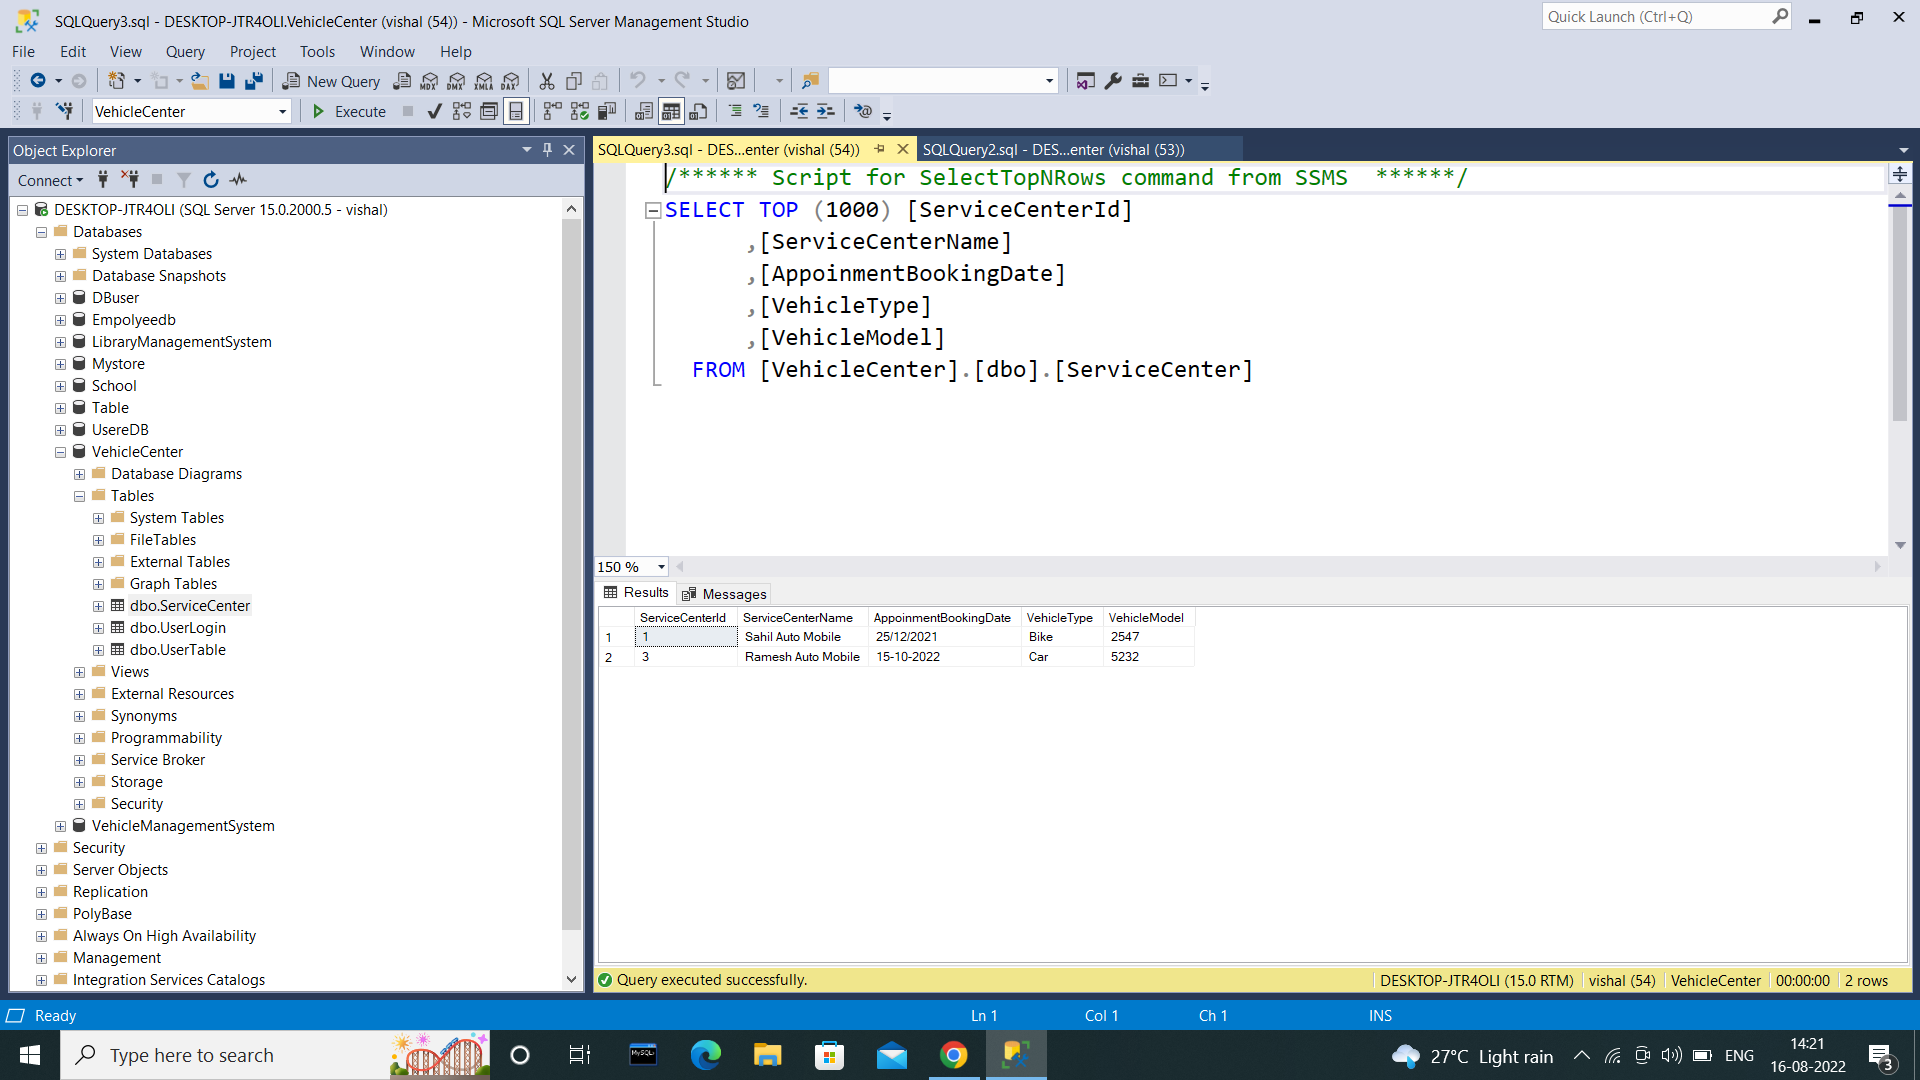 SQLQuery3.sql - DESKTOP-JTR4OLI.VehicleCenter (vishal (54)) - Microsoft SQL Server Management Studio
Quick Launch (Ctrl+Q)
File Edit View Query Project Tools Window Help
New Query MDX DMX XMLA DAX
VehicleCenter Execute
Object Explorer
Connect
DESKTOP-JTR4OLI (SQL Server 15.0.2000.5 - vishal)
Databases
System Databases
Database Snapshots
DBuser
Empolyeedb
LibraryManagementSystem
Mystore
School
Table
UsereDB
VehicleCenter
Database Diagrams
Tables
System Tables
FileTables
External Tables
Graph Tables
dbo.ServiceCenter
dbo.UserLogin
dbo.UserTable
Views
External Resources
Synonyms
Programmability
Service Broker
Storage
Security
VehicleManagementSystem
Security
Server Objects
Replication
PolyBase
Always On High Availability
Management
Integration Services Catalogs
SQLQuery3.sql - DES...enter (vishal (54)) SQLQuery2.sql - DES...enter (vishal (53))
/****** Script for SelectTopNRows command from SSMS ******/
SELECT TOP (1000) [ServiceCenterId]
,[ServiceCenterName]
,[AppoinmentBookingDate]
,[VehicleType]
,[VehicleModel]
FROM [VehicleCenter].[dbo].[ServiceCenter]
150 %
Results Messages
ServiceCenterId ServiceCenterName AppoinmentBookingDate VehicleType VehicleModel
1 1 Sahil Auto Mobile 25/12/2021 Bike 2547
2 3 Ramesh Auto Mobile 15-10-2022 Car 5232
Query executed successfully. DESKTOP-JTR4OLI (15.0 RTM) vishal (54) VehicleCenter 00:00:00 2 rows
Ready Ln 1 Col 1 Ch 1 INS
Type here to search
27°C Light rain ENG
14:21
16-08-2022
3